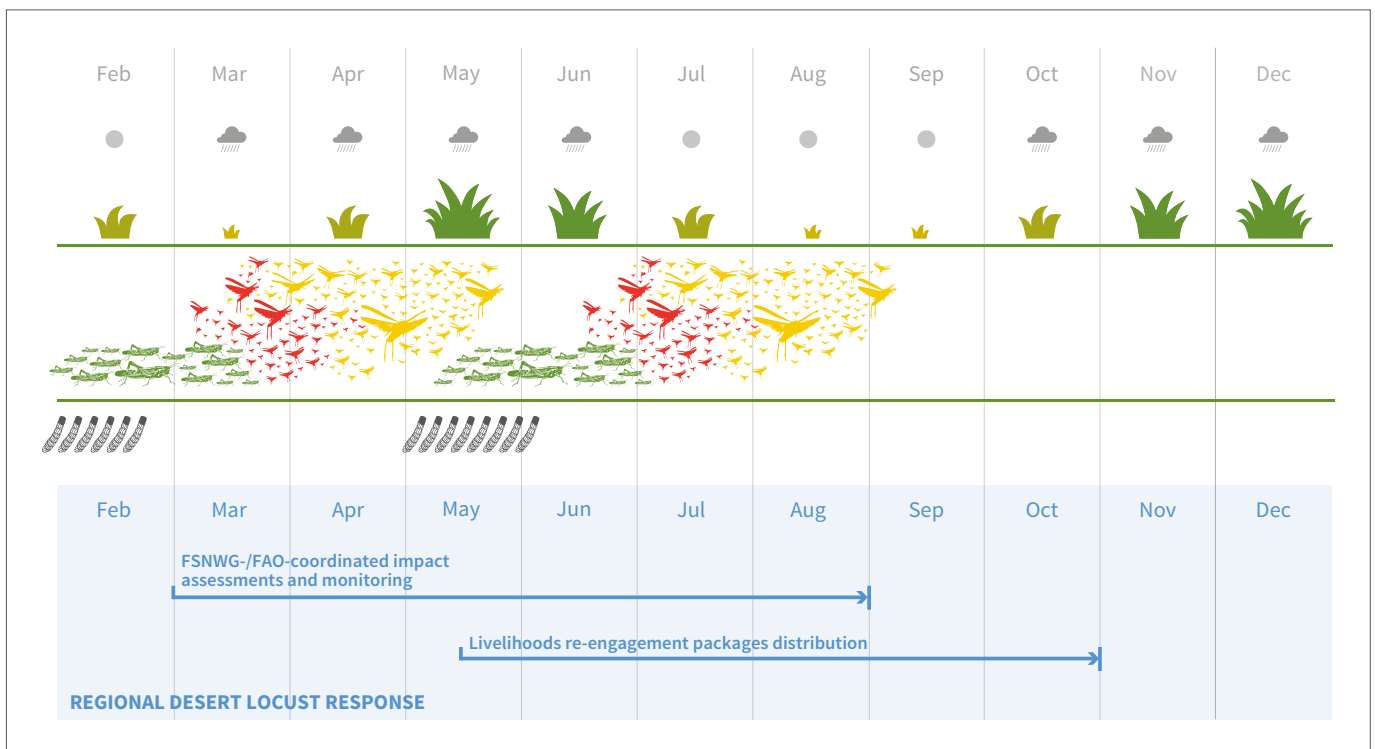 Feb Mar Apr May Jun Jul Aug Sep Oct Nov Dec
Feb Mar Apr May Jun Jul Aug Sep Oct Nov Dec
FSNWG-/FAO-coordinated impact
assessments and monitoring
Livelihoods re-engagement packages distribution
REGIONAL DESERT LOCUST RESPONSE